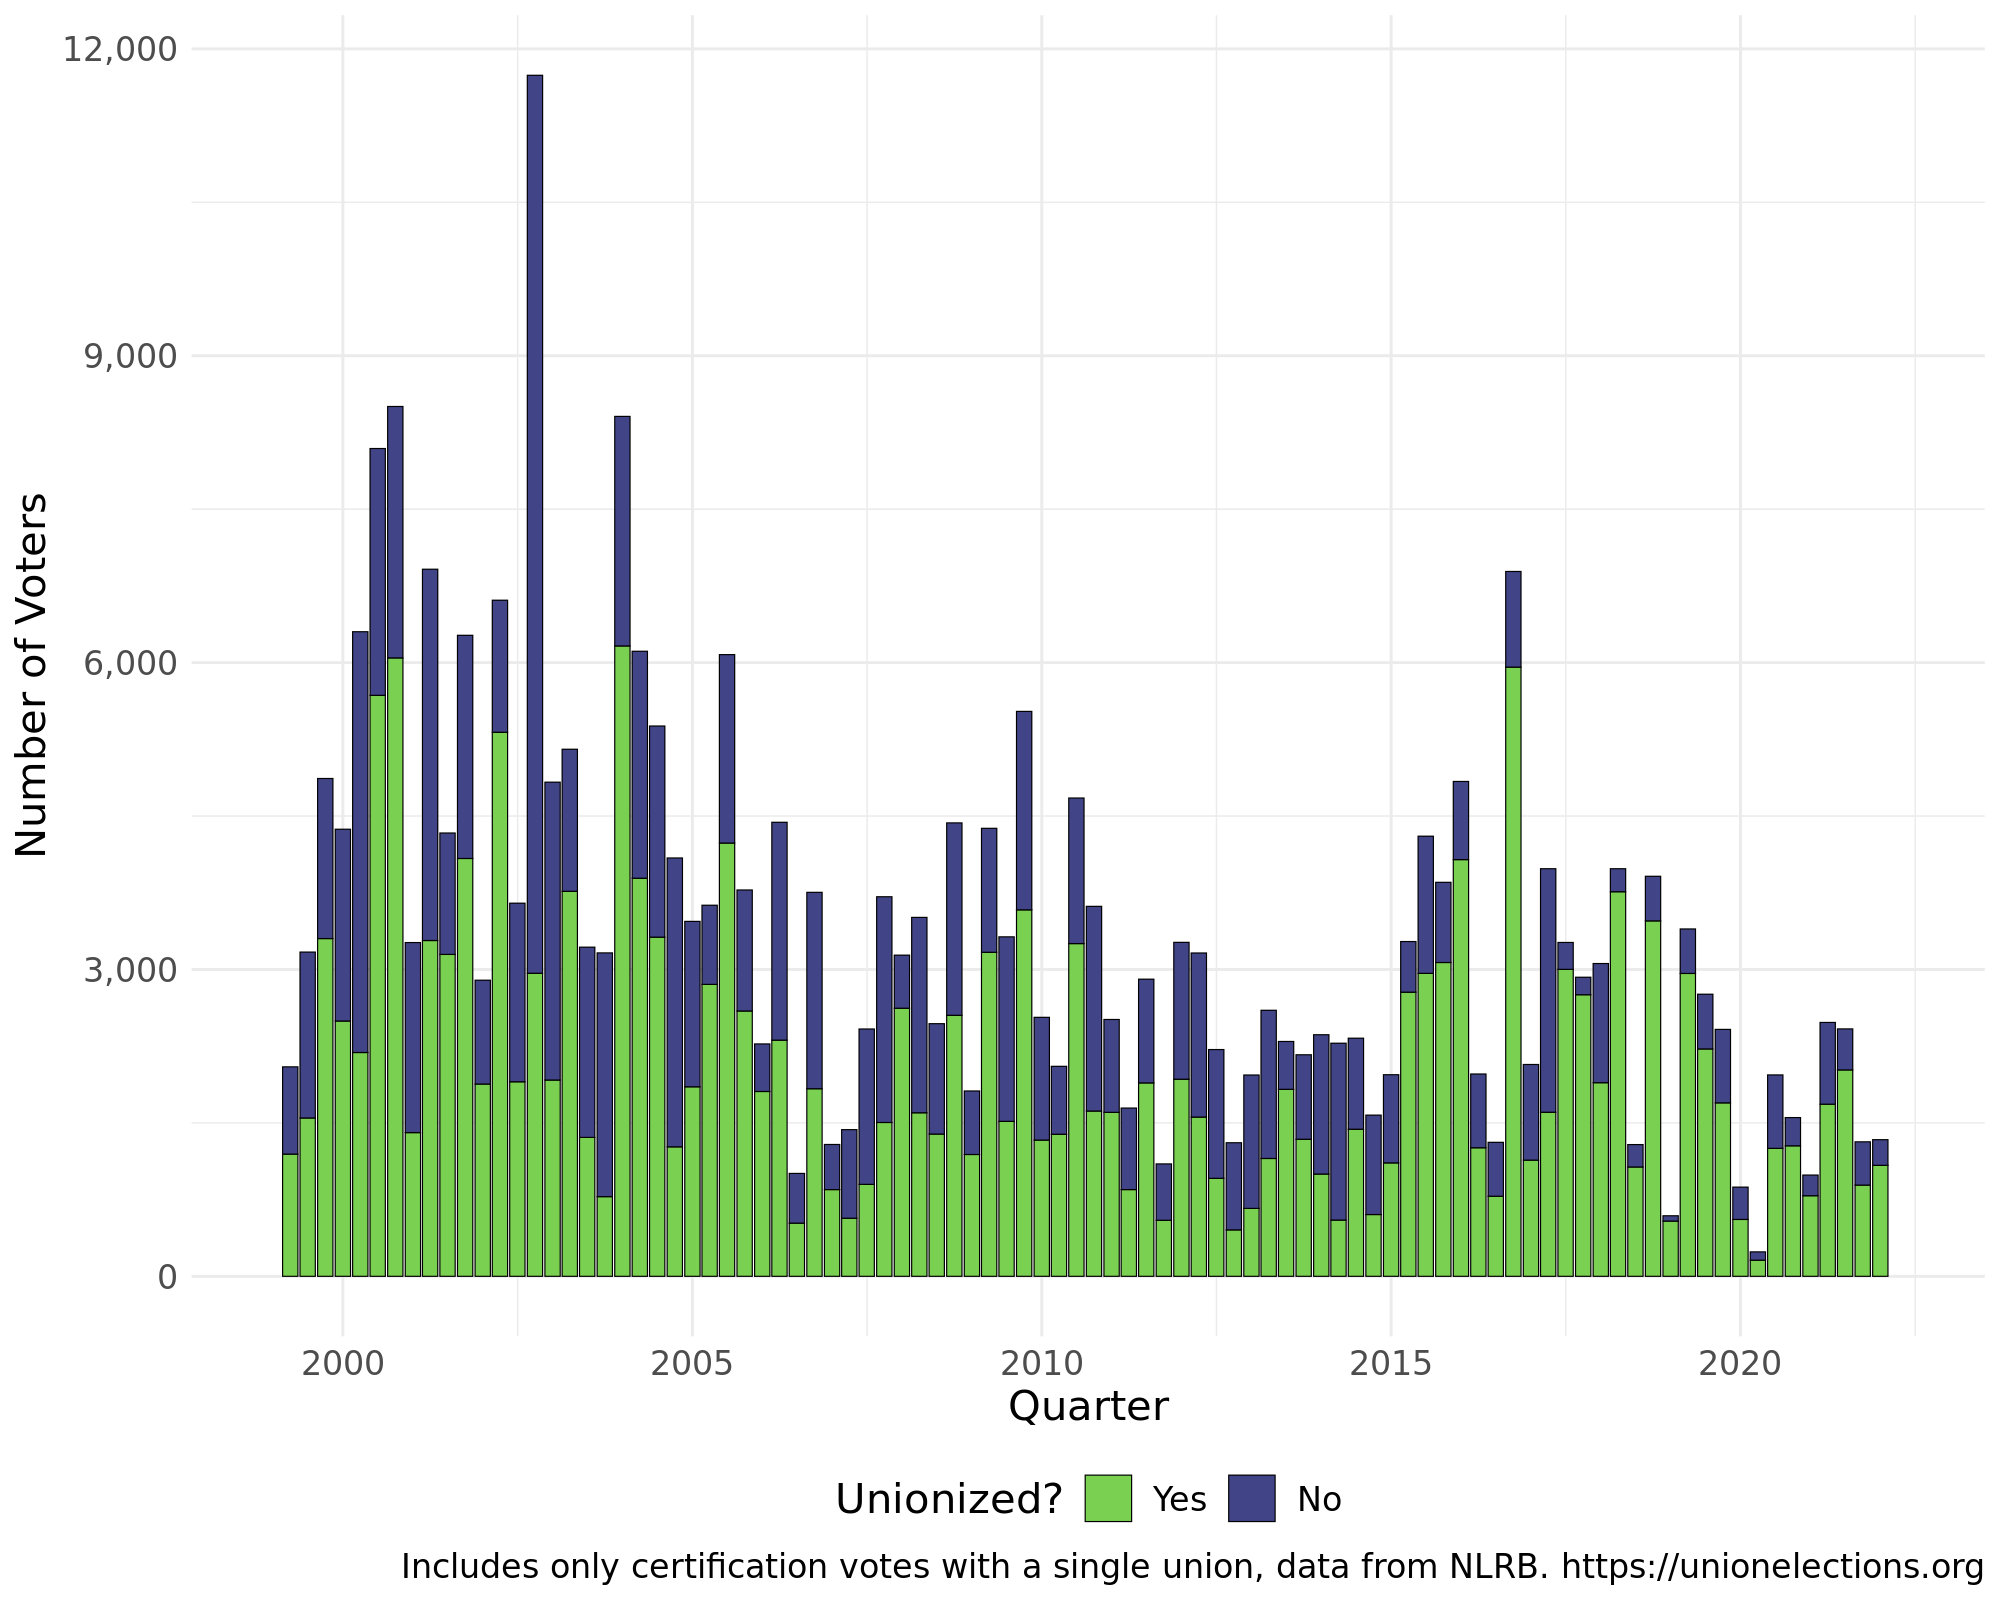 12,000
9,000
6,000
3,000
0
Number of Voters
2000 2005 2010 2015 2020
Quarter
Unionized? Yes No
Includes only certification votes with a single union, data from NLRB. https://unionelections.org